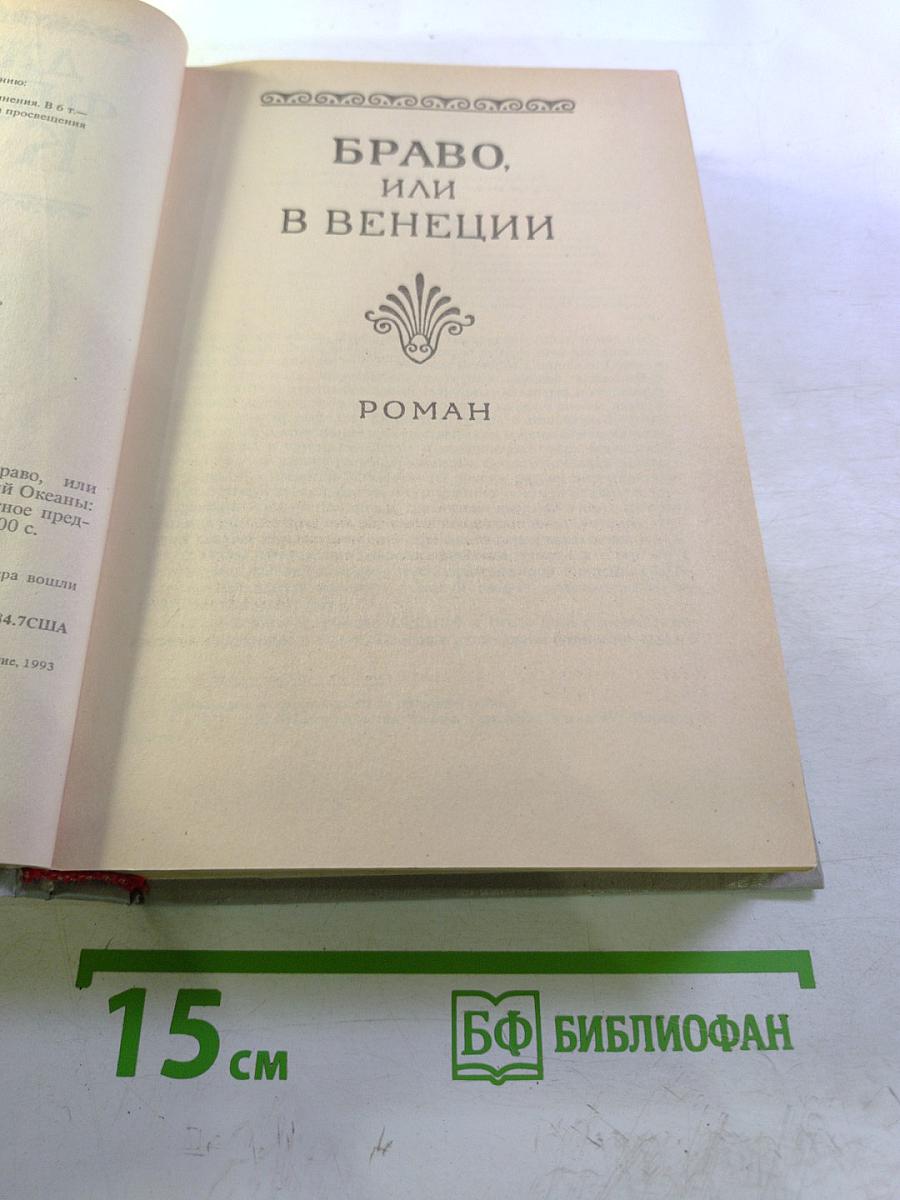 нию:
нения. В 6 т.—
просвещения
БРАВО,
ИЛИ
В ВЕНЕЦИИ
РОМАН
раво, или
й Океаны:
ное пред-
00 с.
ра вошли
84.7США
ие, 1993
15 см
БФ БИБЛИОФАН